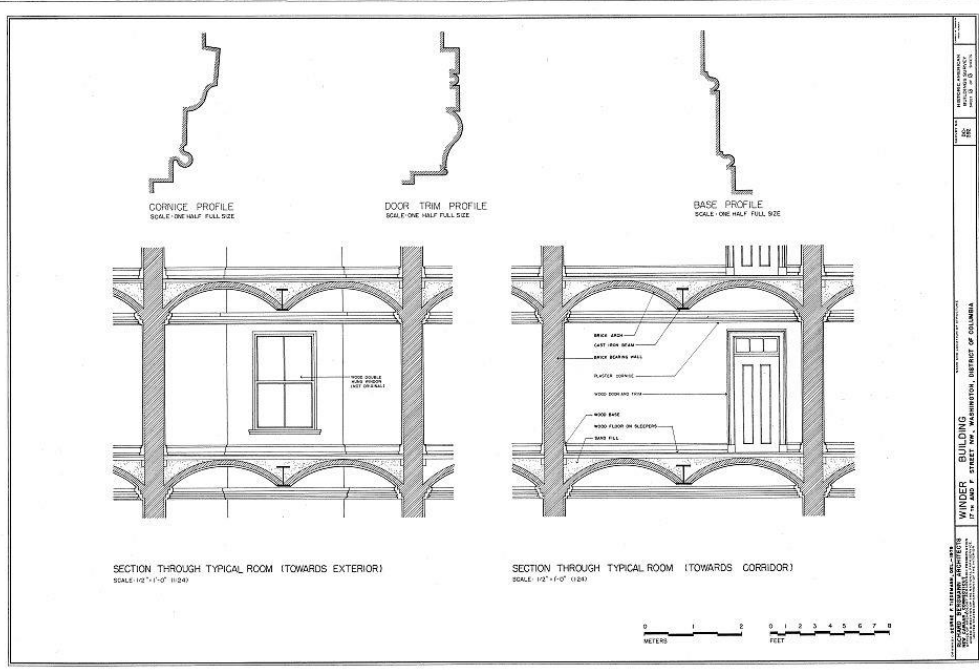 CORNICE PROFILE
SCALE-ONE HALF FULL SIZE
DOOR TRIM PROFILE
SCALE-ONE HALF FULL SIZE
BASE PROFILE
SCALE-ONE HALF FULL SIZE
WOOD DOUBLE
HUNG WINDOW
(NOT ORIGINAL)
BRICK ARCH
CAST IRON BEAM
BRICK BEARING WALL
PLASTER CORNICE
WOOD DOOR AND TRIM
WOOD BASE
WOOD FLOOR ON SLEEPERS
SAND FILL
SECTION THROUGH TYPICAL ROOM (TOWARDS EXTERIOR)
SCALE: 1/2"=1'-0" (1:24)
SECTION THROUGH TYPICAL ROOM (TOWARDS CORRIDOR)
SCALE: 1/2"=1'-0" (1:24)
0 1 2
METERS
0 1 2 3 4 5 6 7 8
FEET
HISTORIC AMERICAN
BUILDINGS SURVEY
WINDER BUILDING
17TH AND F STREET NW, WASHINGTON, DISTRICT OF COLUMBIA
RICHARD BERGMANN ARCHITECTS